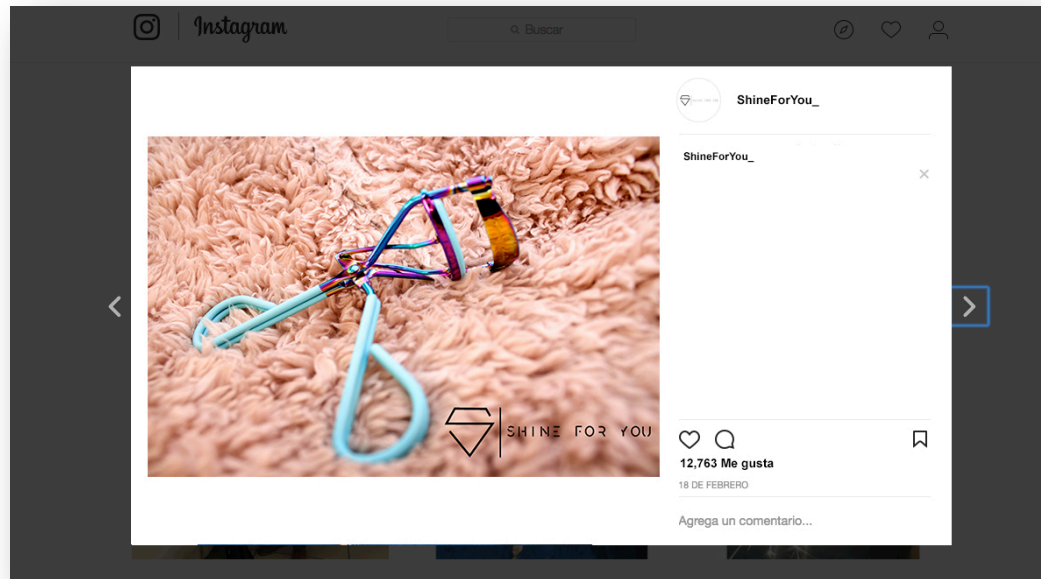 Instagram
Buscar
ShineForYou_
ShineForYou_
SHINE FOR YOU
12,763 Me gusta
18 DE FEBRERO
Agrega un comentario...